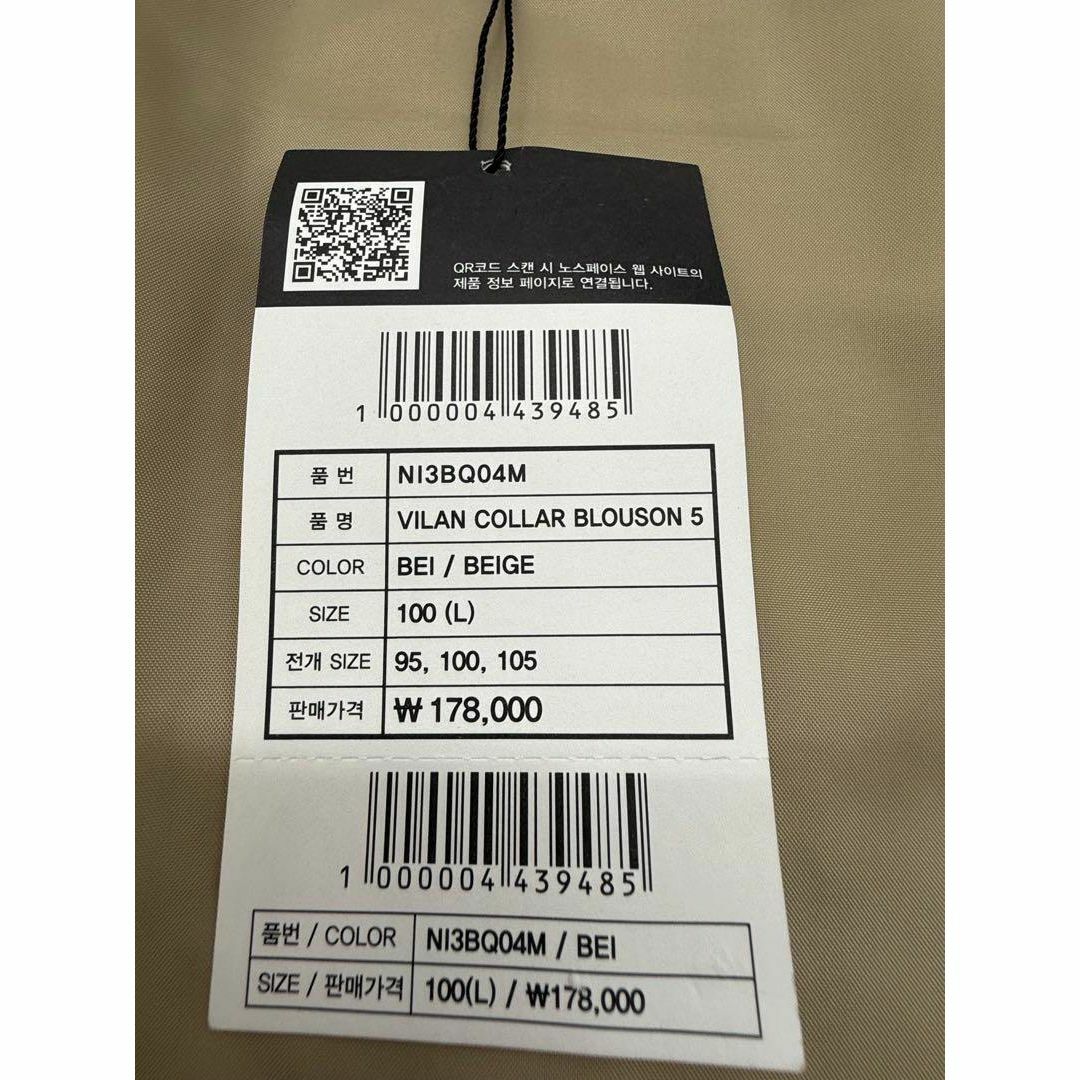 QR코드 스캔 시 노스페이스 웹 사이트의
제품 정보 페이지로 연결됩니다.
1 000004 439485
품 번 NI3BQ04M
품 명 VILAN COLLAR BLOUSON 5
COLOR BEI / BEIGE
SIZE 100 (L)
전개 SIZE 95, 100, 105
판매가격 ₩ 178,000
1 000004 439485
품번 / COLOR NI3BQ04M / BEI
SIZE / 판매가격 100(L) / ₩178,000